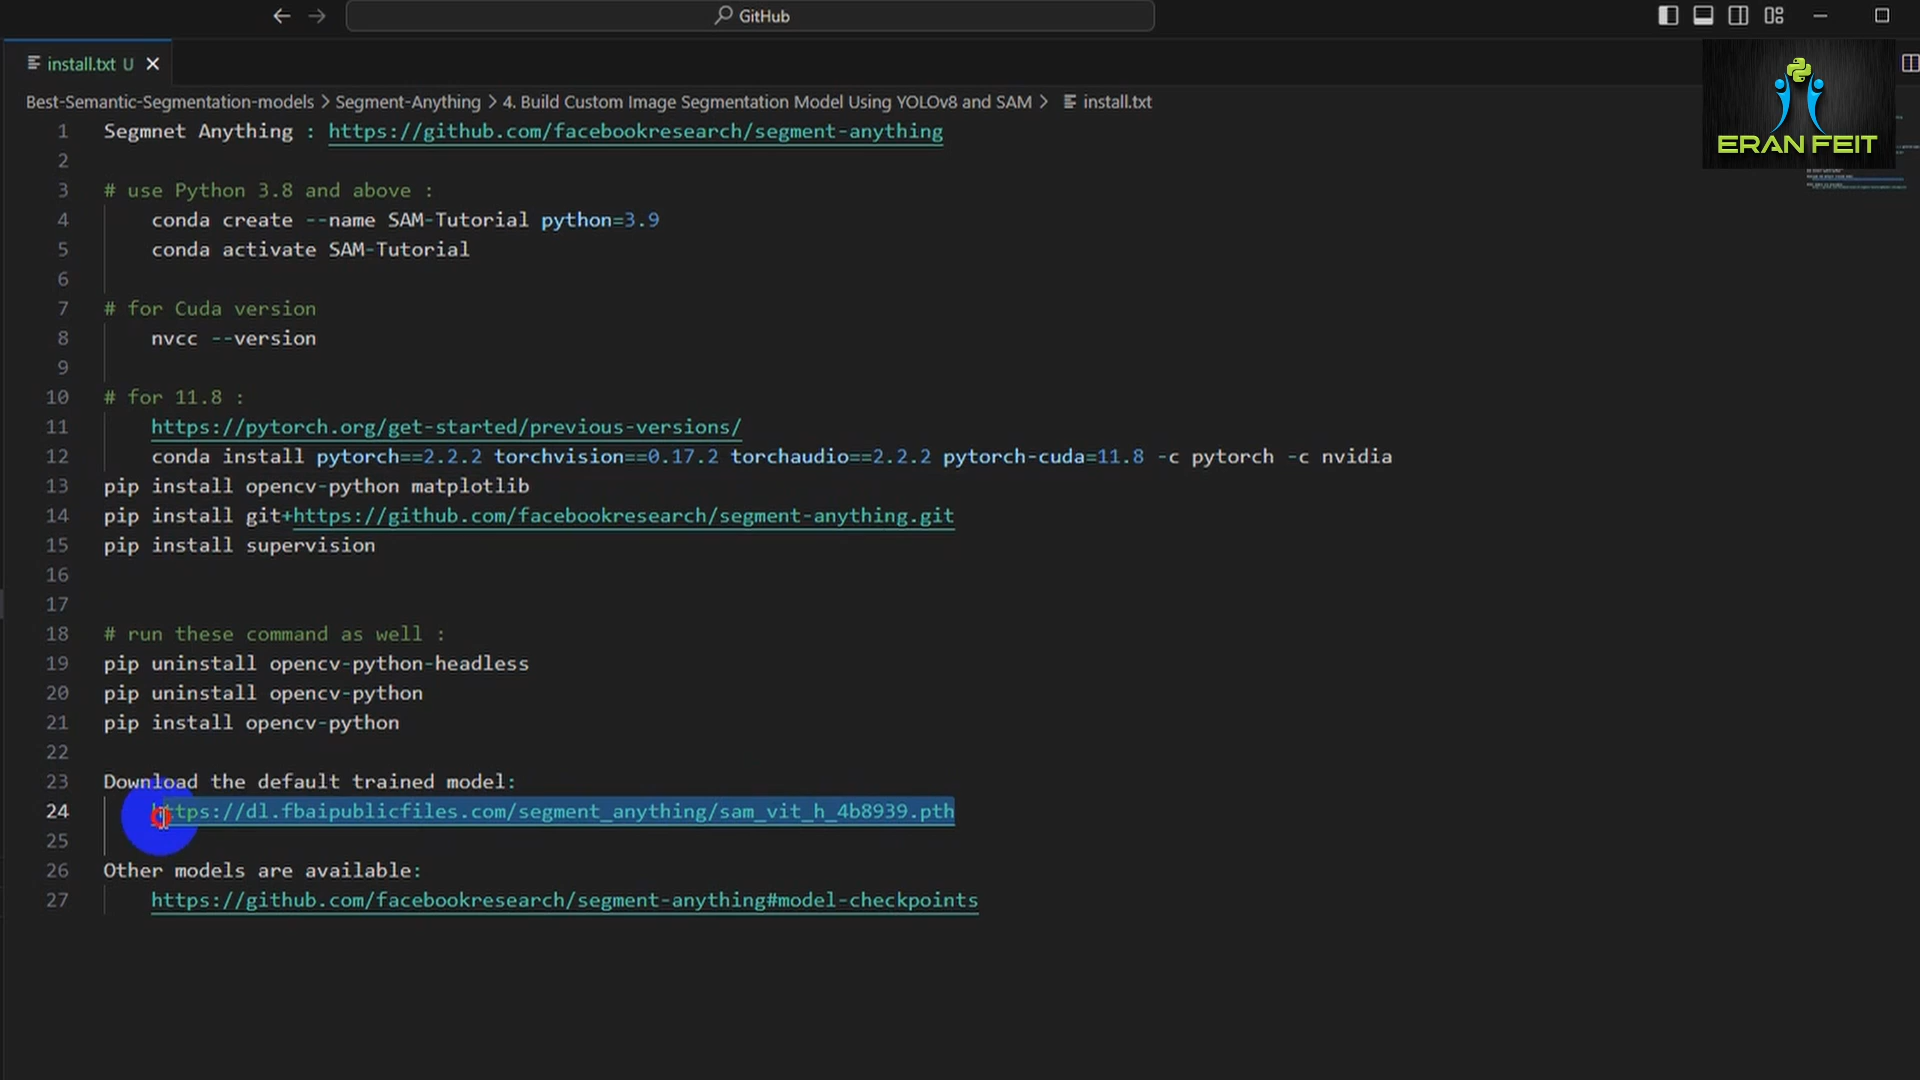 GitHub
install.txt U
ERAN FEIT
Best-Semantic-Segmentation-models > Segment-Anything > 4. Build Custom Image Segmentation Model Using YOLOv8 and SAM > install.txt
1 Segmnet Anything : https://github.com/facebookresearch/segment-anything
2
3 # use Python 3.8 and above :
4 conda create --name SAM-Tutorial python=3.9
5 conda activate SAM-Tutorial
6
7 # for Cuda version
8 nvcc --version
9
10 # for 11.8 :
11 https://pytorch.org/get-started/previous-versions/
12 conda install pytorch==2.2.2 torchvision==0.17.2 torchaudio==2.2.2 pytorch-cuda=11.8 -c pytorch -c nvidia
13 pip install opencv-python matplotlib
14 pip install git+https://github.com/facebookresearch/segment-anything.git
15 pip install supervision
16
17
18 # run these command as well :
19 pip uninstall opencv-python-headless
20 pip uninstall opencv-python
21 pip install opencv-python
22
23 Download the default trained model:
24 https://dl.fbaipublicfiles.com/segment_anything/sam_vit_h_4b8939.pth
25
26 Other models are available:
27 https://github.com/facebookresearch/segment-anything#model-checkpoints